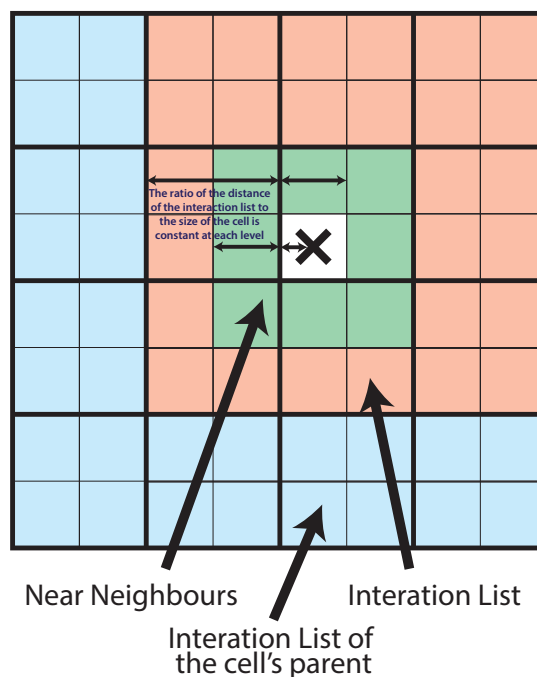 The ratio of the distance
of the interaction list to
the size of the cell is
constant at each level
Near Neighbours
Interation List
Interation List of
the cell's parent